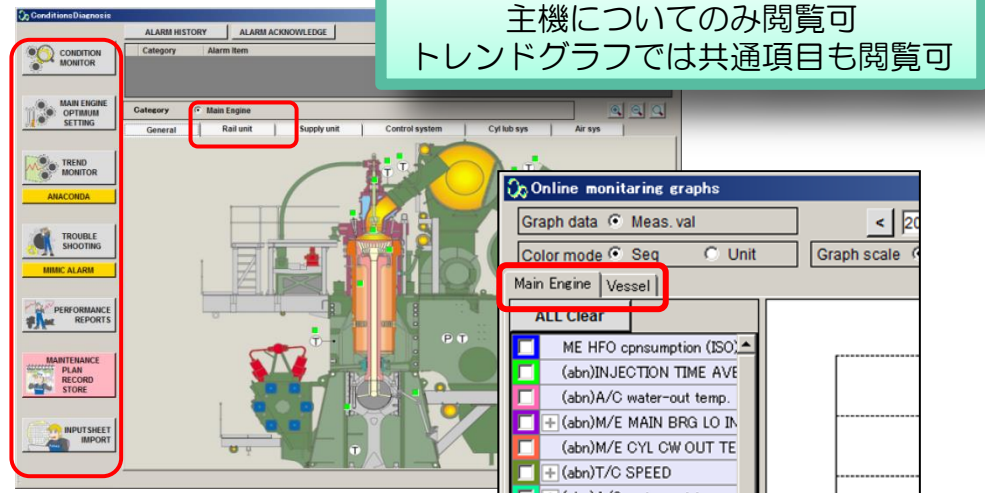 主機についてのみ閲覧可
トレンドグラフでは共通項目も閲覧可
ConditionsDiagnosis
ALARM HISTORY
ALARM ACKNOWLEDGE
Category
Alarm Item
CONDITION
MONITOR
MAIN ENGINE
OPTIMUM
SETTING
TREND
MONITOR
ANACONDA
TROUBLE
SHOOTING
MIMIC ALARM
PERFORMANCE
REPORTS
MAINTENANCE
PLAN
RECORD
STORE
INPUT SHEET
IMPORT
Category
Main Engine
General
Rail unit
Supply unit
Control system
Cyl lub sys
Air sys
T
T
T
P T
T
Online monitaring graphs
Graph data
Meas. val
<
20
Color mode
Seq
Unit
Graph scale
Main Engine
Vessel
ALL Clear
ME HFO cpnsumption (ISO)
(abn)INJECTION TIME AVE
(abn)A/C water-out temp.
(abn)M/E MAIN BRG LO IN
(abn)M/E CYL CW OUT TE
(abn)T/C SPEED